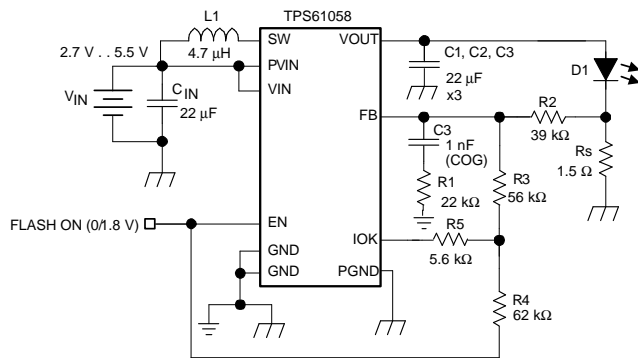 L1
TPS61058
SW
VOUT
C1, C2, C3
2.7 V . . 5.5 V
4.7 µH
PVIN
22 µF
D1
VIN
x3
VIN
CIN
22 µF
FB
R2
C3
39 kΩ
1 nF
(COG)
Rs
1.5 Ω
R1
22 kΩ
R3
56 kΩ
FLASH ON (0/1.8 V)
EN
IOK
R5
5.6 kΩ
GND
GND
PGND
R4
62 kΩ